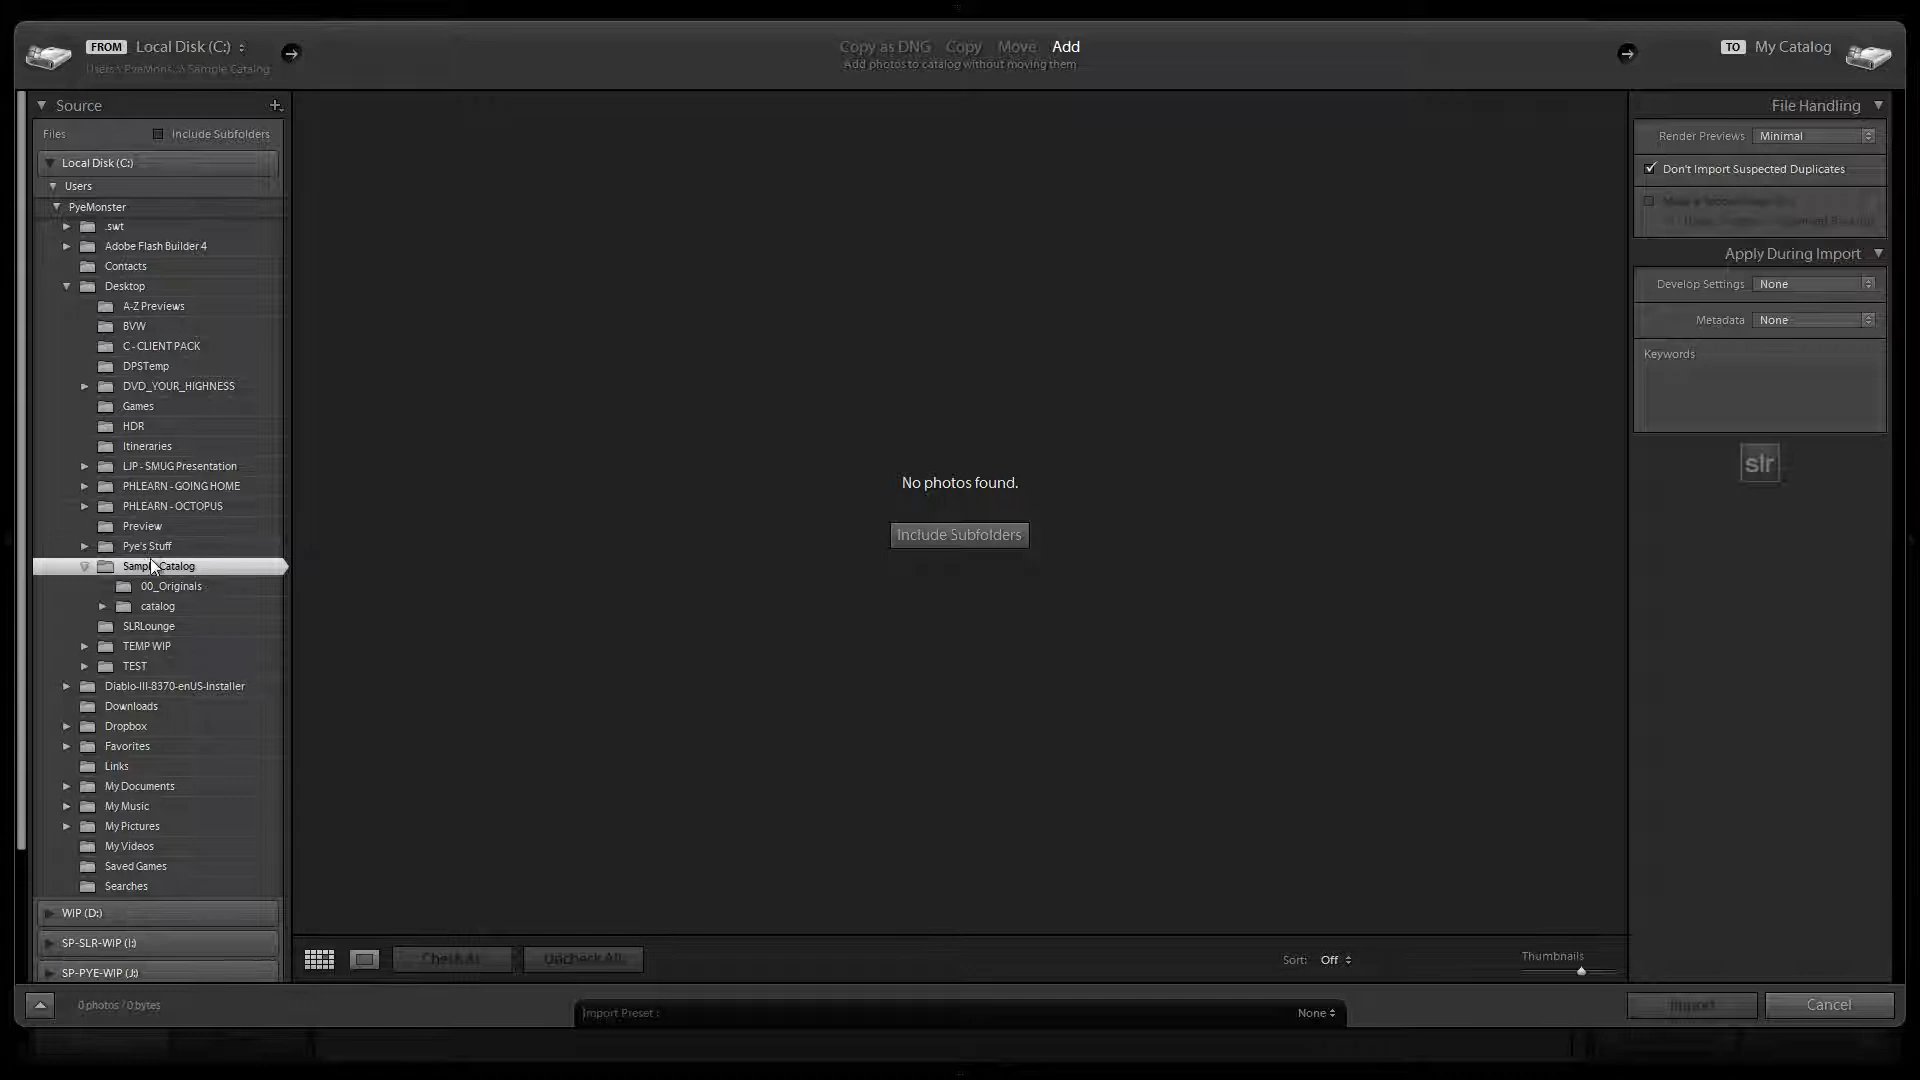 FROM Local Disk (C:)
Copy as DNG Copy Move Add
Add photos to catalog without moving them
TO My Catalog
Source
Files Include Subfolders
Local Disk (C:)
Users
PyeMonster
.swt
Adobe Flash Builder 4
Contacts
Desktop
A-Z Previews
BVW
C - CLIENT PACK
DPSTemp
DVD_YOUR_HIGHNESS
Games
HDR
Itineraries
LJP - SMUG Presentation
PHLEARN - GOING HOME
PHLEARN - OCTOPUS
Preview
Pye's Stuff
Sample Catalog
00_Originals
catalog
SLRLounge
TEMP WIP
TEST
Diablo-III-8370-enUS-Installer
Downloads
Dropbox
Favorites
Links
My Documents
My Music
My Pictures
My Videos
Saved Games
Searches
WIP (D:)
SP-SLR-WIP (I:)
SP-PYE-WIP (J:)
No photos found.
Include Subfolders
File Handling
Render Previews Minimal
Don't Import Suspected Duplicates
Apply During Import
Develop Settings None
Metadata None
Keywords
slr
Check All Uncheck All
Sort: Off
Thumbnails
0 photos / 0 bytes
Import Preset : None
Import Cancel